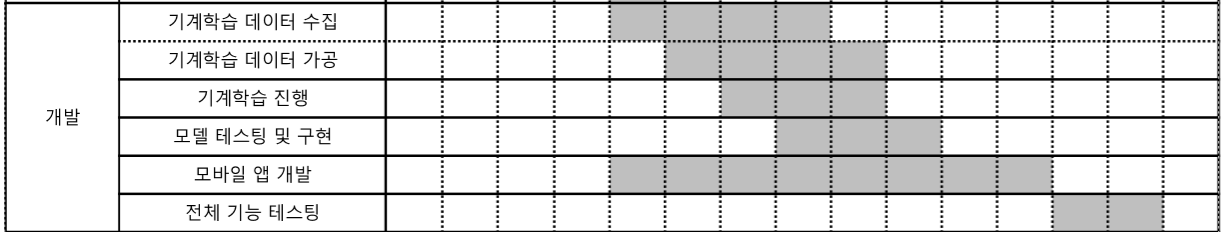 개발
기계학습 데이터 수집
기계학습 데이터 가공
기계학습 진행
모델 테스팅 및 구현
모바일 앱 개발
전체 기능 테스팅